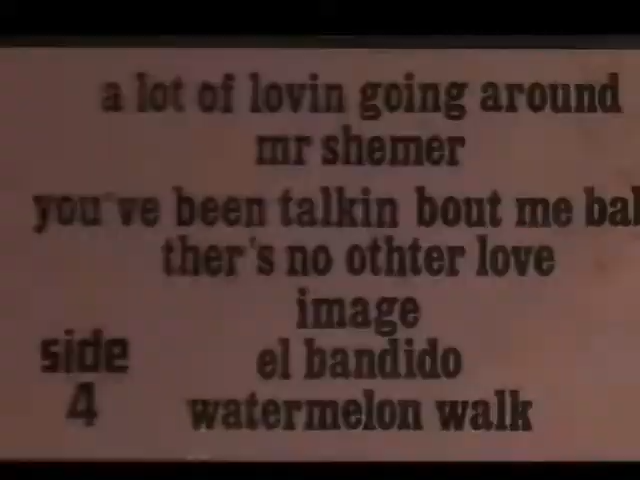 a lot of lovin going around
mr shemer
you've been talkin bout me
ther's no othter love
image
el bandido
side
4
watermelon walk